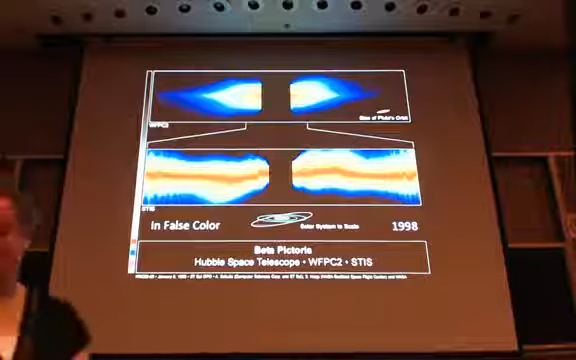 Size of Pluto's Orbit
WFPC2
STIS
In False Color
Solar System to Scale
1998
Beta Pictoris
Hubble Space Telescope • WFPC2 • STIS